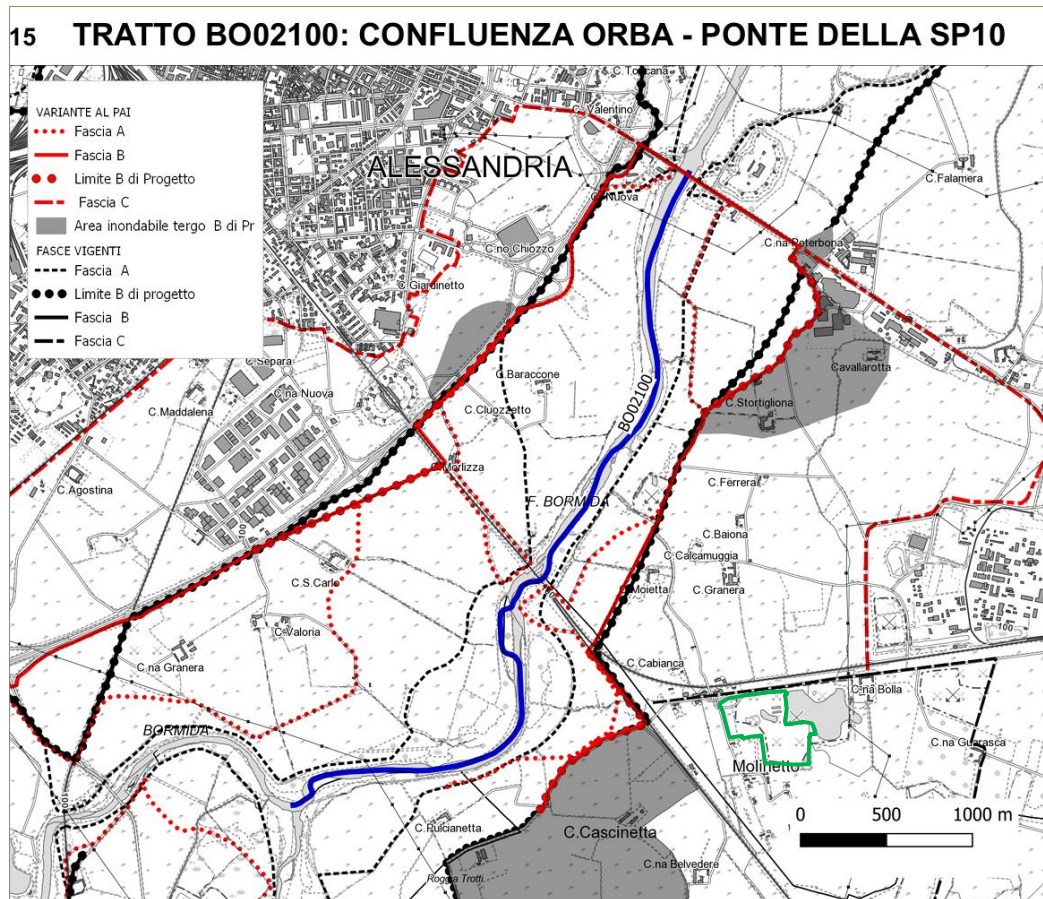 15 TRATTO BO02100: CONFLUENZA ORBA - PONTE DELLA SP10
VARIANTE AL PAI
Fascia A
Fascia B
Limite B di Progetto
Fascia C
Area inondabile tergo B di Pr
FASCE VIGENTI
Fascia A
Limite B di progetto
Fascia B
Fascia C
C.Toscana
C. Valentino
ALESSANDRIA
C.Falamera
Nuova
C.na Peterbona
C.no Chiozzo
C.Giardinetto
C.Separa
C.Baraccone
BO02100
Cavallarotta
C.na Nuova
C.Stortigliona
C.Maddalena
C.Cluozzetto
C.Morlizza
C.Agostina
C.Ferrera
100
F. BORMIDA
C.Baiona
C.Calcamuggia
C.S.Carlo
Moietta
C.Granera
100
C.Valoria
C.na Granera
C.Cabianca
C.na Bolla
BORMIDA
C.na Guarasca
Molinetto
100
0 500 1000 m
C.Pulcianetta
C.Cascinetta
C.na Belvedere
Roggia Trotti